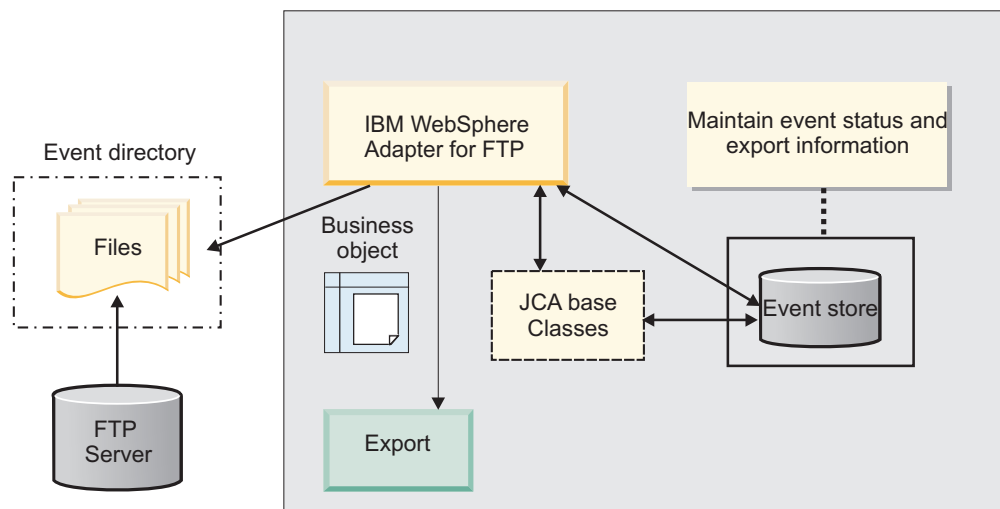 Event directory
Files
FTP
Server
IBM WebSphere
Adapter for FTP
Business
object
Export
JCA base
Classes
Maintain event status and
export information
Event store